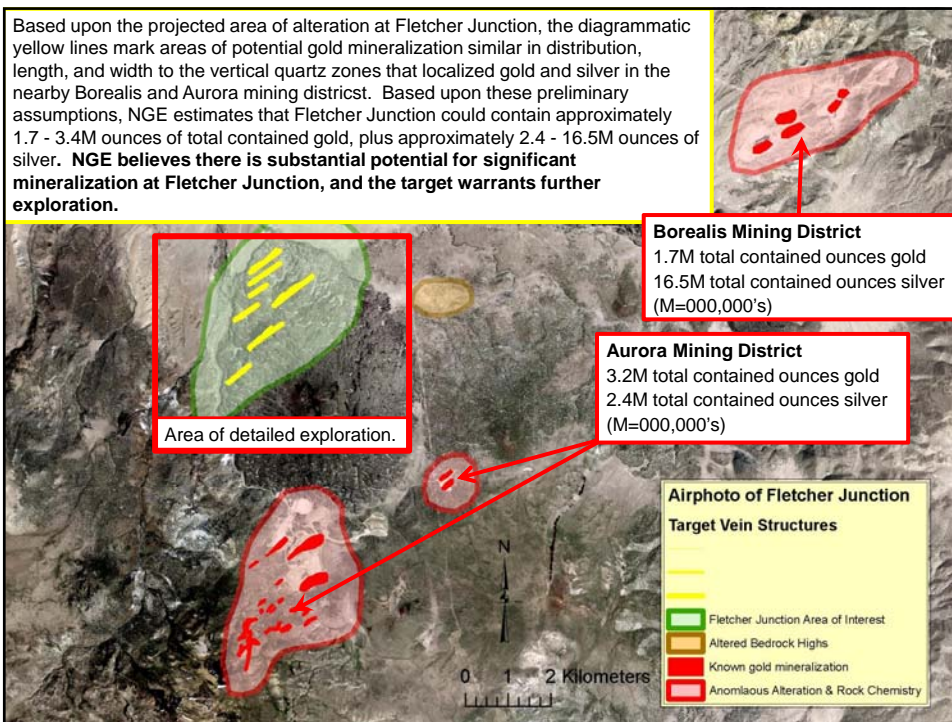 Based upon the projected area of alteration at Fletcher Junction, the diagrammatic
yellow lines mark areas of potential gold mineralization similar in distribution,
length, and width to the vertical quartz zones that localized gold and silver in the
nearby Borealis and Aurora mining districst.  Based upon these preliminary
assumptions, NGE estimates that Fletcher Junction could contain approximately
1.7 - 3.4M ounces of total contained gold, plus approximately 2.4 - 16.5M ounces of
silver.  NGE believes there is substantial potential for significant
mineralization at Fletcher Junction, and the target warrants further
exploration.
Borealis Mining District
1.7M total contained ounces gold
16.5M total contained ounces silver
(M=000,000's)
Aurora Mining District
3.2M total contained ounces gold
2.4M total contained ounces silver
(M=000,000's)
Area of detailed exploration.
N
0 1 2 Kilometers
Airphoto of Fletcher Junction
Target Vein Structures
Fletcher Junction Area of Interest
Altered Bedrock Highs
Known gold mineralization
Anomlaous Alteration & Rock Chemistry